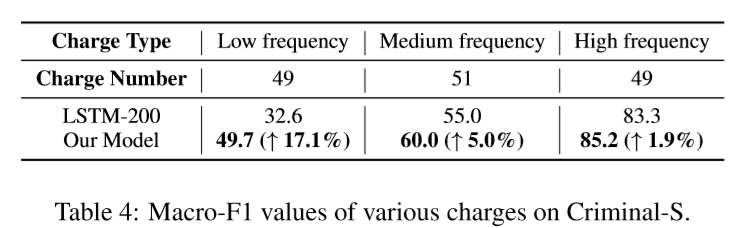 Charge Type Low frequency Medium frequency High frequency
Charge Number 49 51 49
LSTM-200 32.6 55.0 83.3
Our Model 49.7 (↑ 17.1%) 60.0 (↑ 5.0%) 85.2 (↑ 1.9%)
Table 4: Macro-F1 values of various charges on Criminal-S.